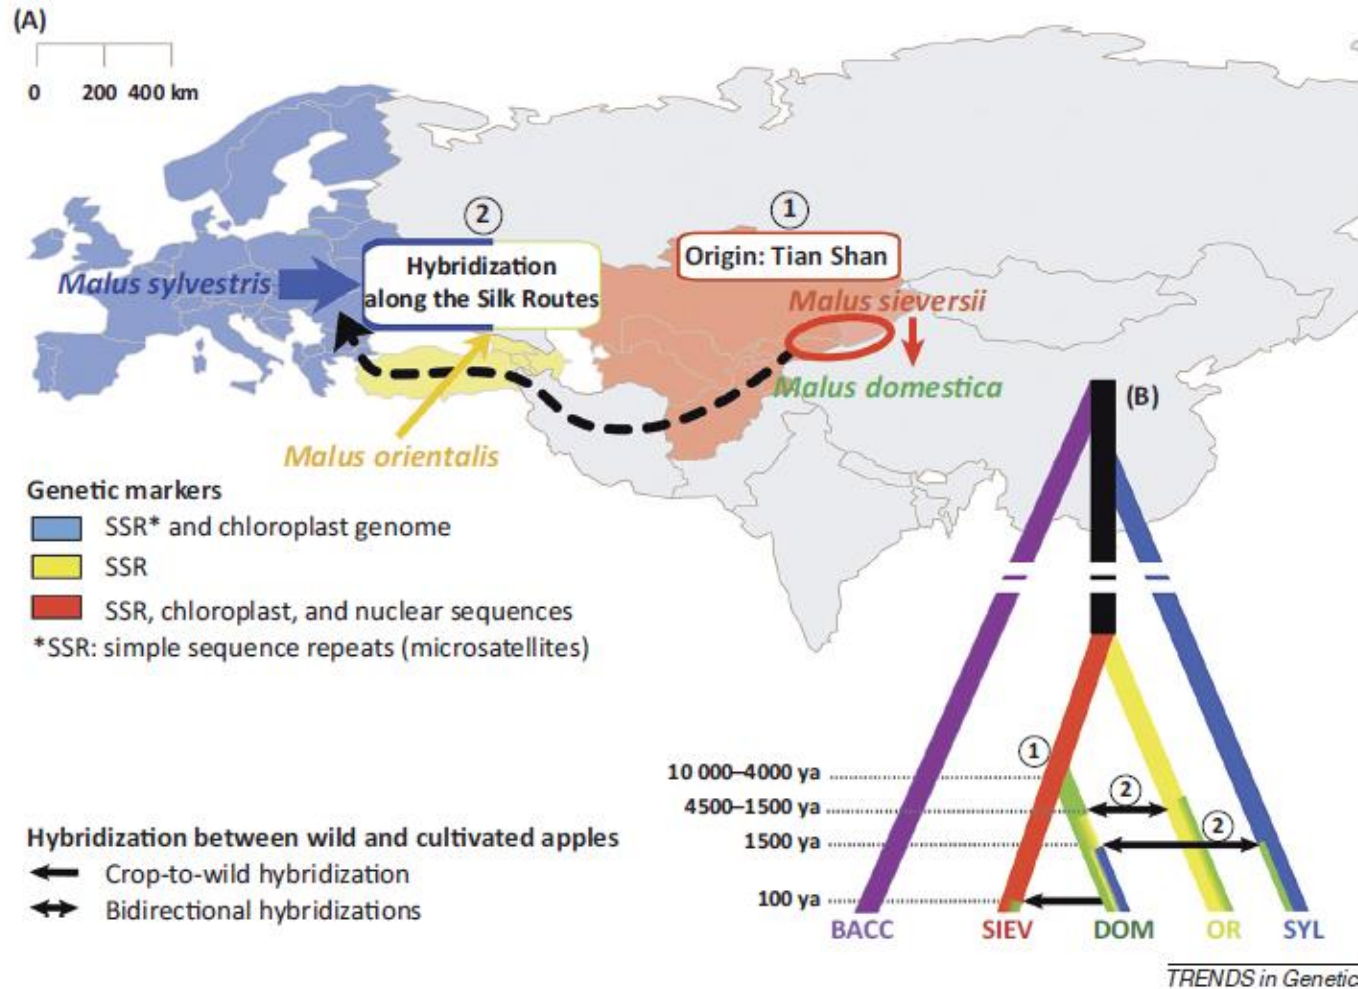 (A)
0 200 400 km
2
1
Hybridization
along the Silk Routes
Origin: Tian Shan
Malus sylvestris
Malus sieversii
Malus domestica
Malus orientalis
(B)
Genetic markers
SSR* and chloroplast genome
SSR
SSR, chloroplast, and nuclear sequences
*SSR: simple sequence repeats (microsatellites)
1
10 000–4000 ya
2
4500–1500 ya
2
1500 ya
100 ya
Hybridization between wild and cultivated apples
Crop-to-wild hybridization
Bidirectional hybridizations
BACC SIEV DOM OR SYL
TRENDS in Genetic